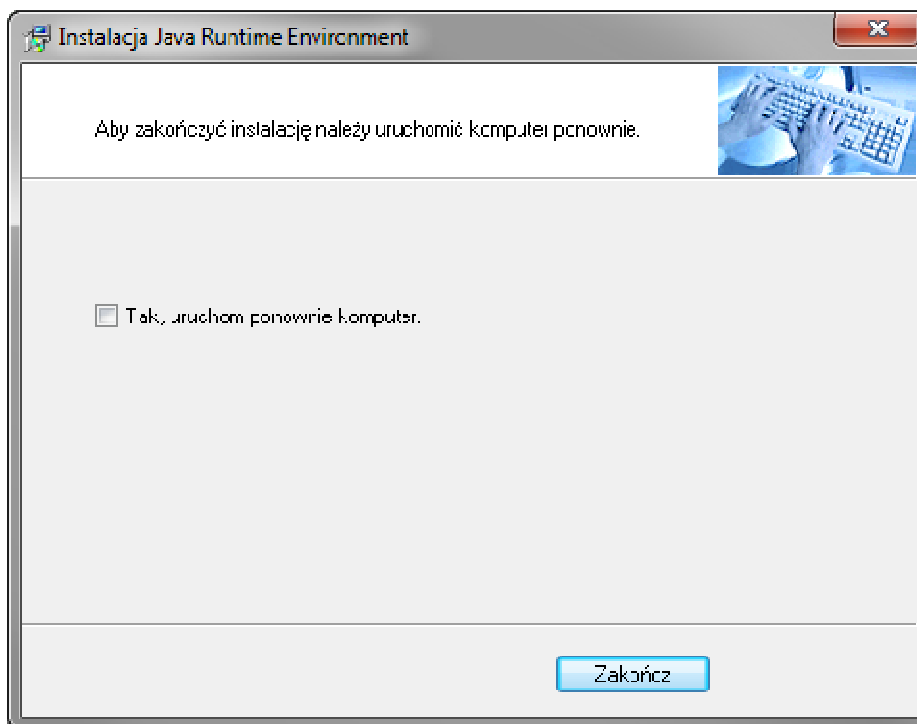 Instalacja Java Runtime Environment
Aby zakończyć instalację należy uruchomić komputer ponownie.
Tak, uruchom ponownie komputer.
Zakończ